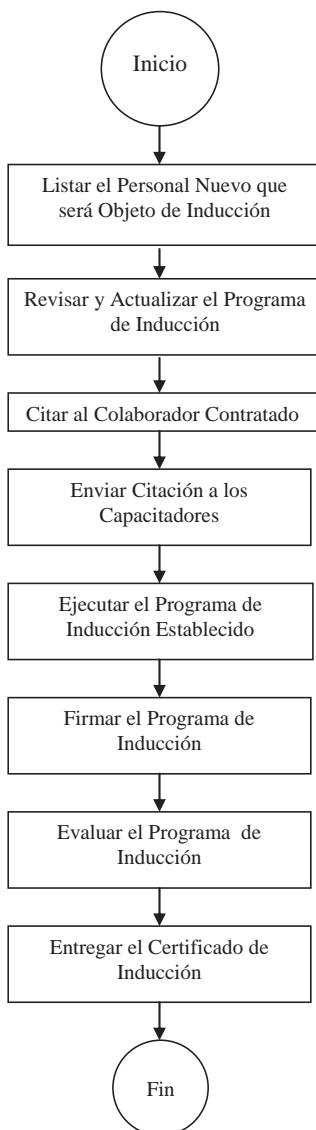 Inicio
Listar el Personal Nuevo que
será Objeto de Inducción
Revisar y Actualizar el Programa
de Inducción
Citar al Colaborador Contratado
Enviar Citación a los
Capacitadores
Ejecutar el Programa de
Inducción Establecido
Firmar el Programa de
Inducción
Evaluar el Programa de
Inducción
Entregar el Certificado de
Inducción
Fin